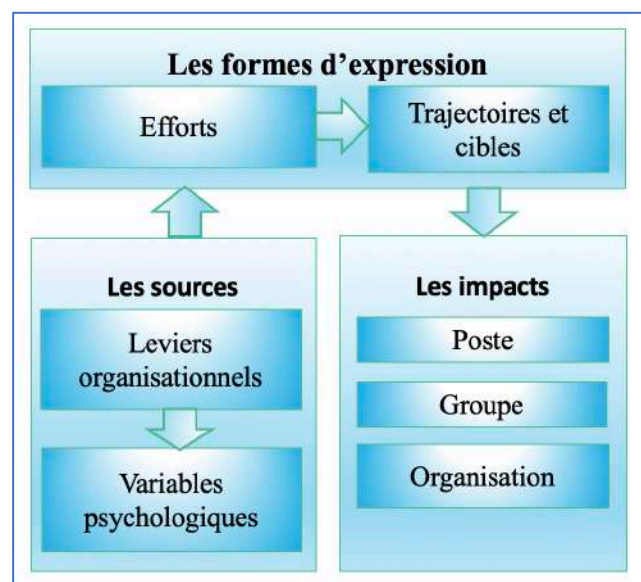 Les formes d’expression
Efforts
Trajectoires et
cibles
Les sources
Leviers
organisationnels
Variables
psychologiques
Les impacts
Poste
Groupe
Organisation